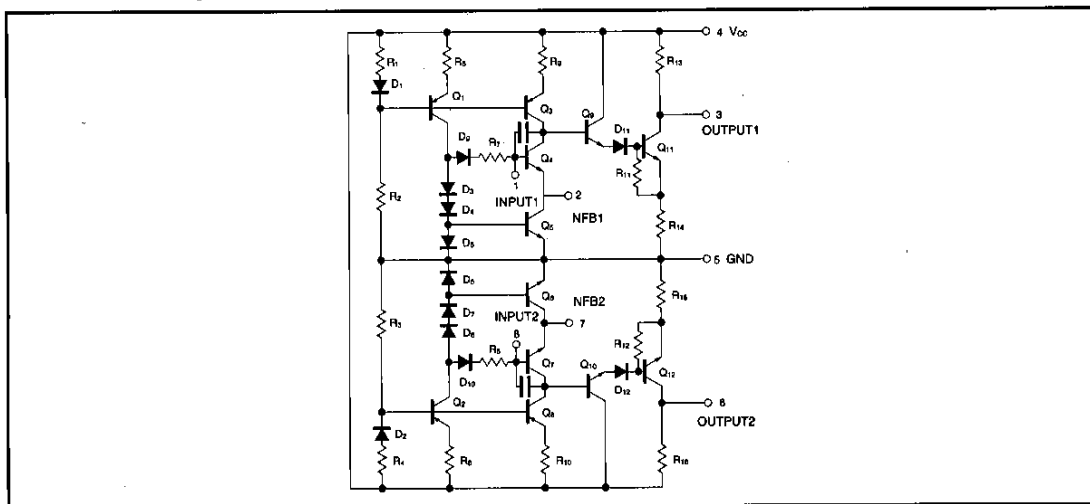 4 Vcc
R1
R5
R9
R13
D1
Q1
Q3
Q9
3
OUTPUT1
D9
R7
D11
Q11
Q4
R11
1
INPUT1
2
NFB1
R2
D3
D4
Q5
R14
D5
5 GND
D6
Q6
R15
INPUT2
NFB2
R3
D7
D8
8
7
R12
R8
Q7
Q10
Q12
D10
D12
Q2
Q8
6
OUTPUT2
D2
R4
R6
R10
R16